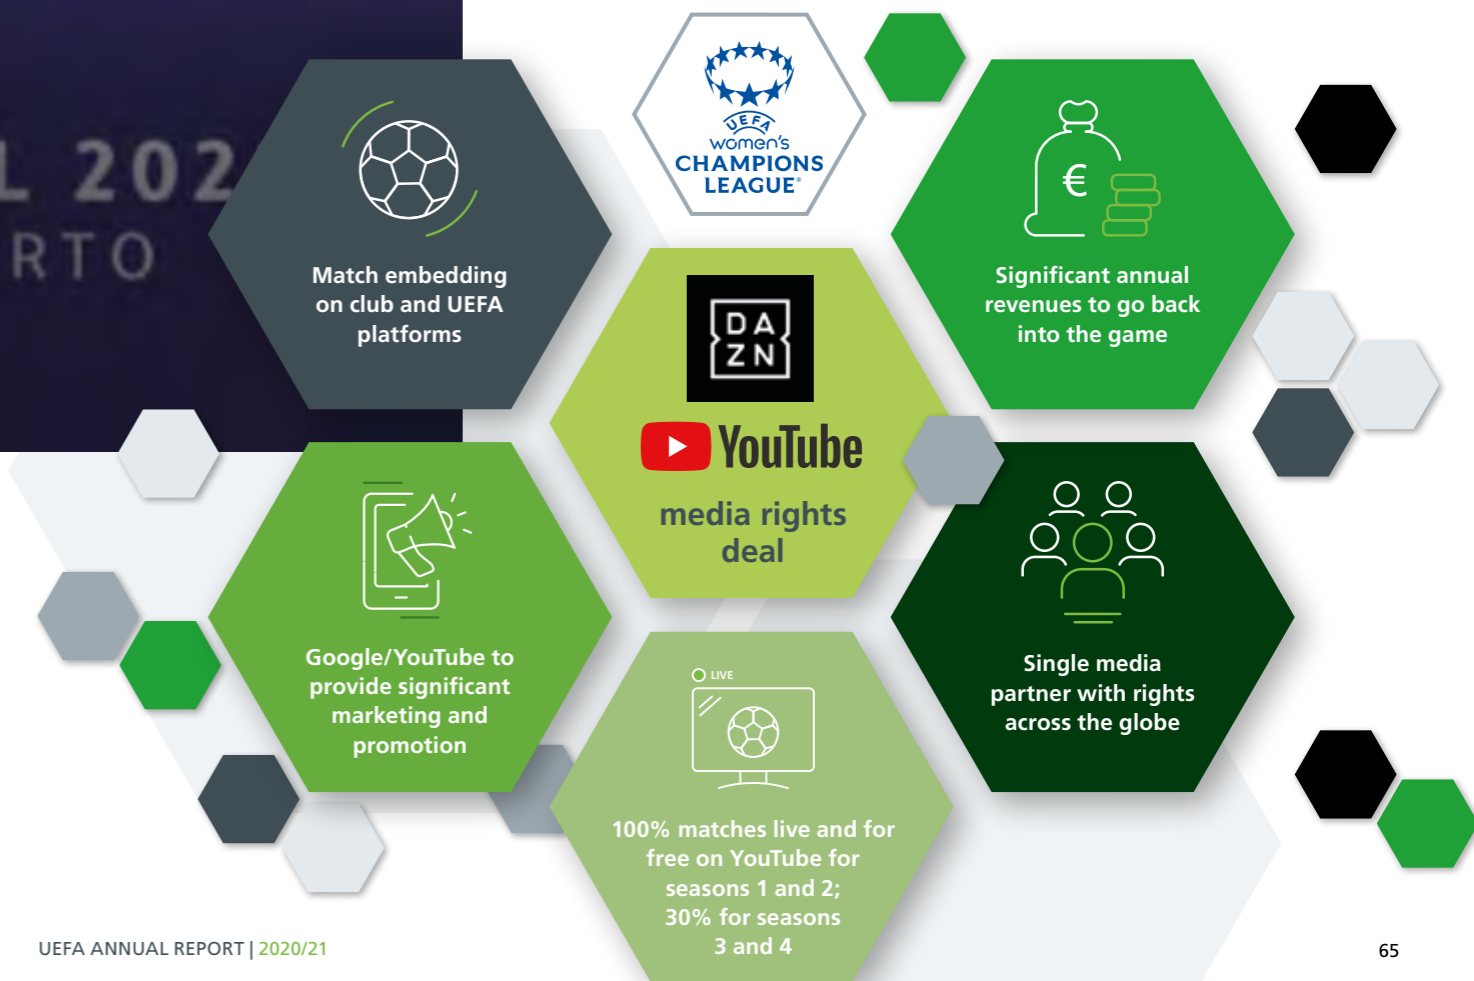 L 202
RTO
UEFA
women's
CHAMPIONS
LEAGUE
Match embedding
on club and UEFA
platforms
Significant annual
revenues to go back
into the game
€
DA
ZN
YouTube
media rights
deal
Google/YouTube to
provide significant
marketing and
promotion
Single media
partner with rights
across the globe
LIVE
100% matches live and for
free on YouTube for
seasons 1 and 2;
30% for seasons
3 and 4
UEFA ANNUAL REPORT | 2020/21
65